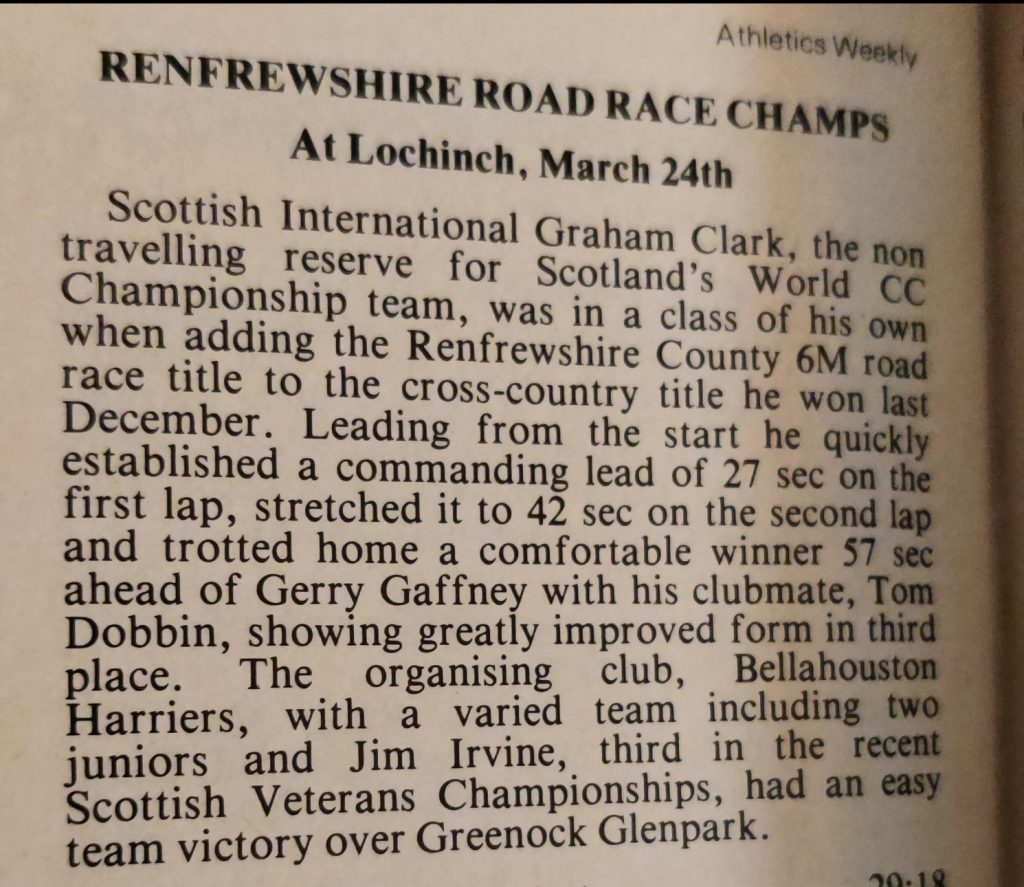 Athletics Weekly
RENFREWSHIRE ROAD RACE CHAMPS
At Lochinch, March 24th
Scottish International Graham Clark, the non
travelling reserve for Scotland's World CC
Championship team, was in a class of his own
when adding the Renfrewshire County 6M road
race title to the cross-country title he won last
December. Leading from the start he quickly
established a commanding lead of 27 sec on the
first lap, stretched it to 42 sec on the second lap
and trotted home a comfortable winner 57 sec
ahead of Gerry Gaffney with his clubmate, Tom
Dobbin, showing greatly improved form in third
place. The organising club, Bellahouston
Harriers, with a varied team including two
juniors and Jim Irvine, third in the recent
Scottish Veterans Championships, had an easy
team victory over Greenock Glenpark.